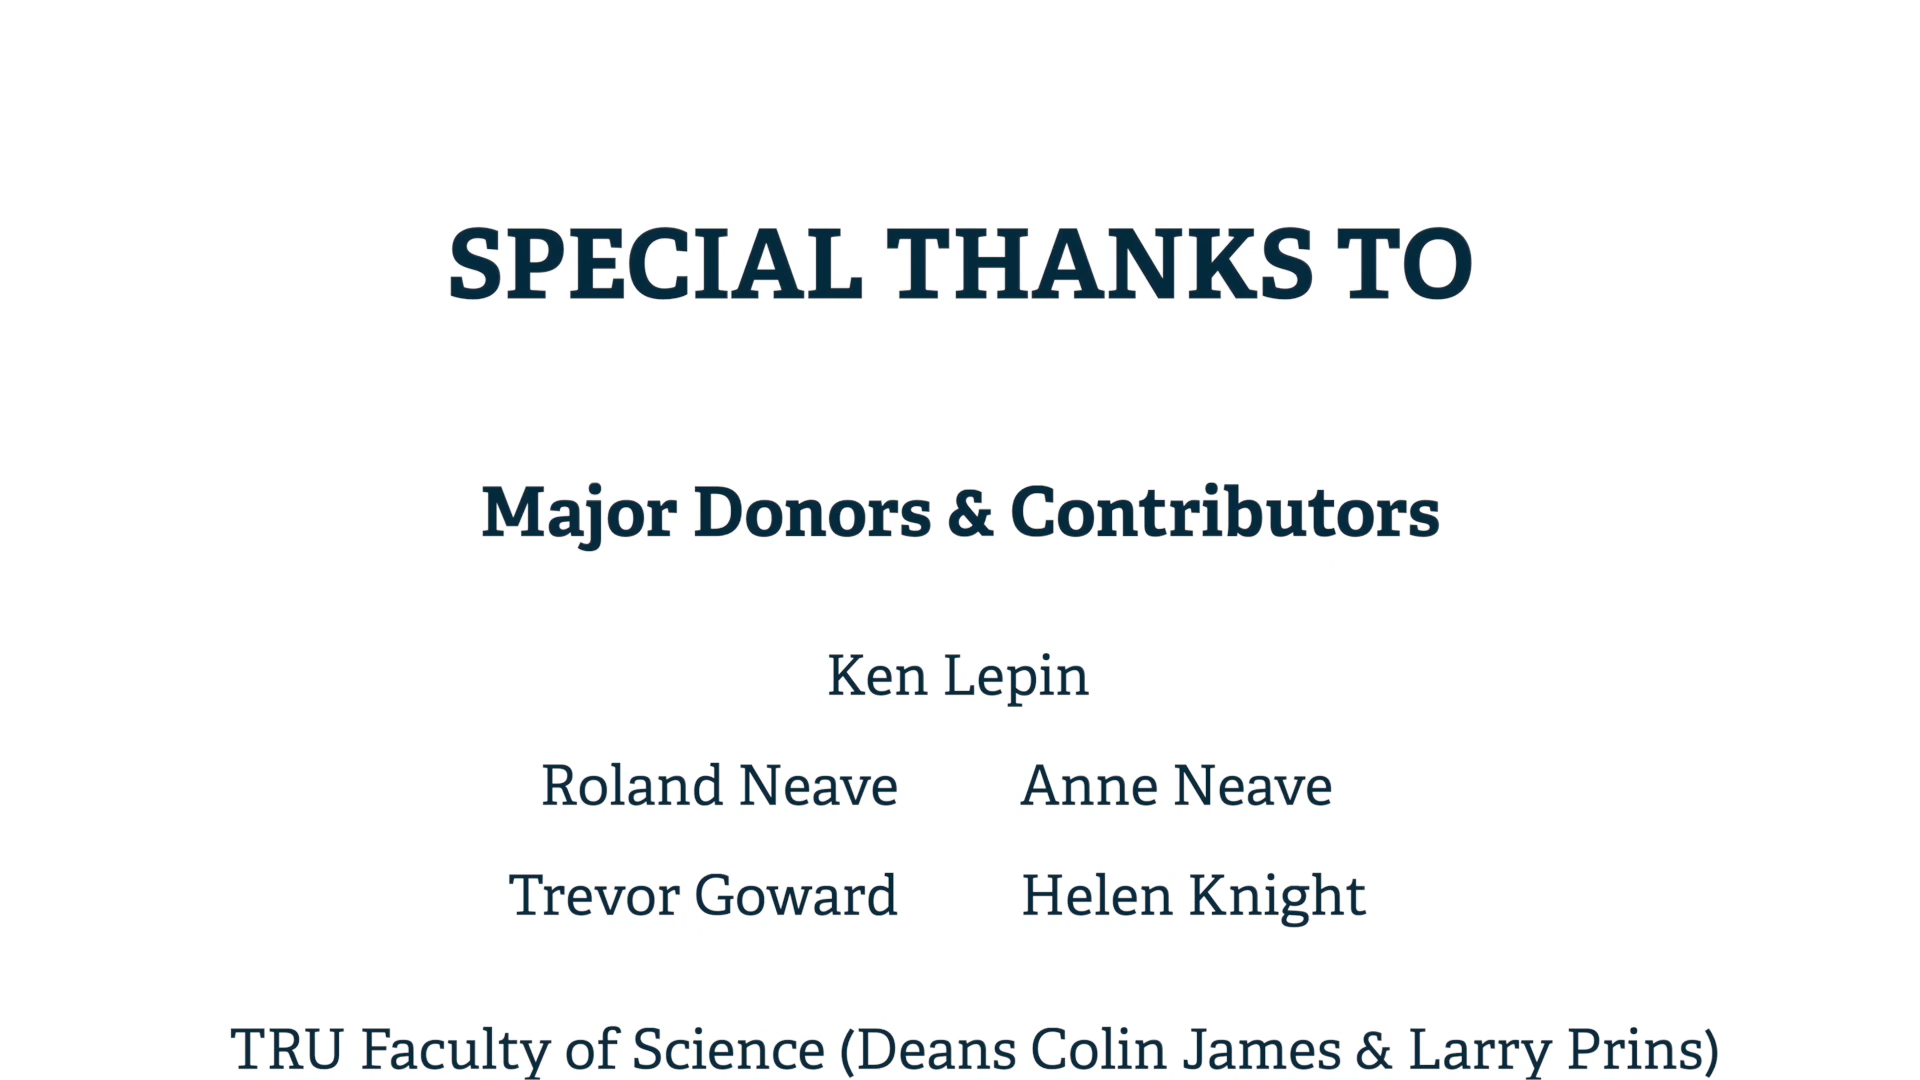 SPECIAL THANKS TO
Major Donors & Contributors
Ken Lepin
Roland Neave Anne Neave
Trevor Goward Helen Knight
TRU Faculty of Science (Deans Colin James & Larry Prins)